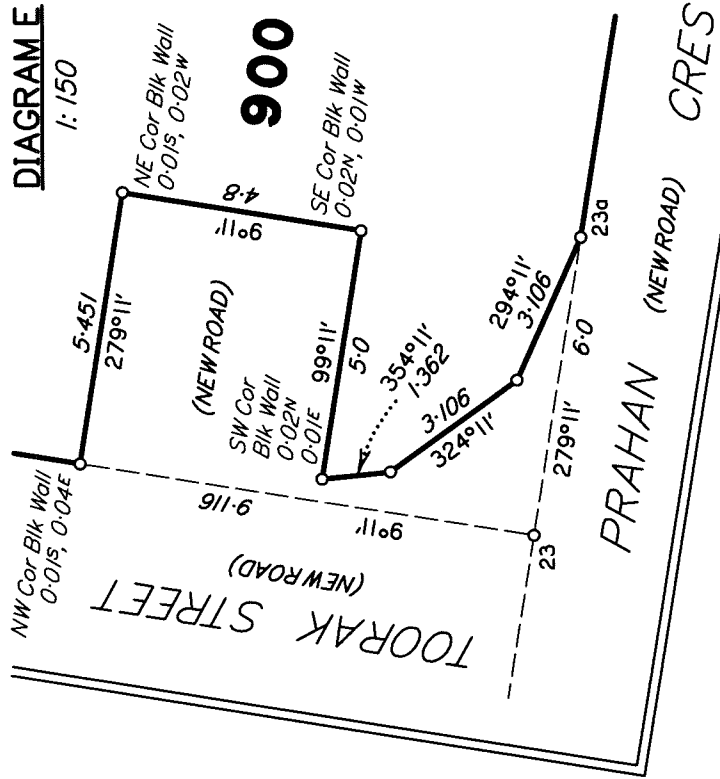 DIAGRAM E
1:150
NE Cor Blk Wall
0·01S, 0·02W
900
5·451
279°11'
4·8
9°11'
SE Cor Blk Wall
0·02N, 0·01W
(NEW ROAD)
NW Cor Blk Wall
0·01S, 0·04E
SW Cor
Blk Wall
0·02N
0·01E
99°11'
5·0
354°11'
1·362
3·106
324°11'
294°11'
3·106
9·116
9°11'
TOORAK STREET
(NEW ROAD)
23
23a
6·0
279°11'
PRAHAN CRES
(NEW ROAD)